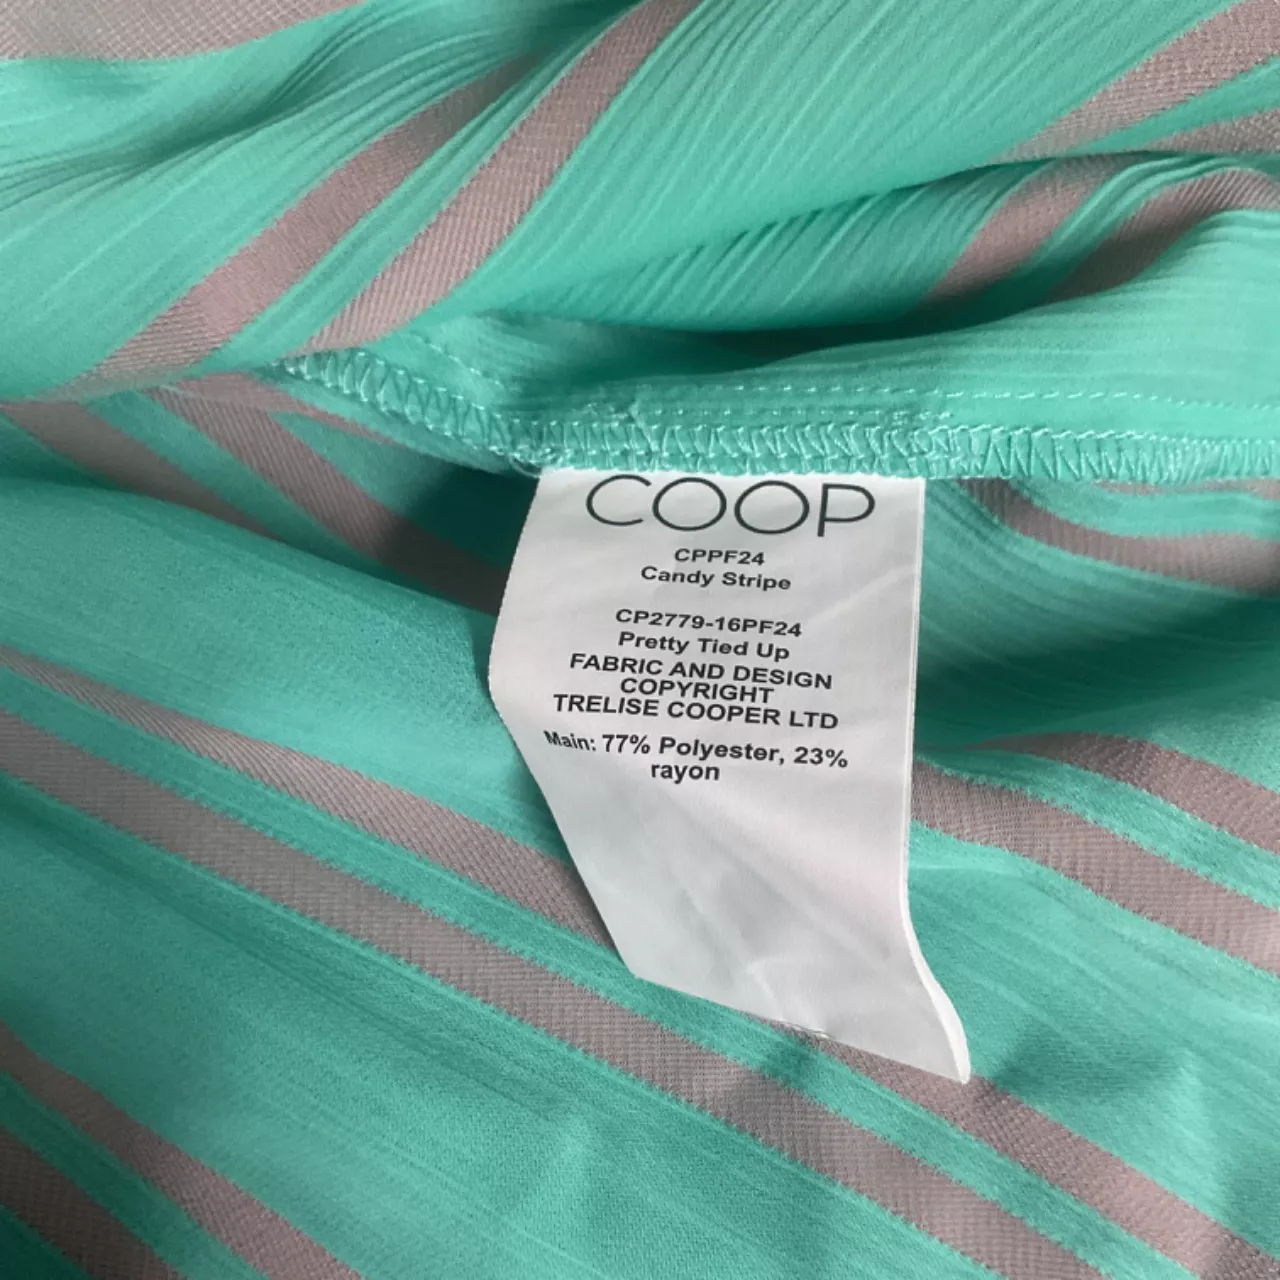 COOP
CPPF24
Candy Stripe
CP2779-16PF24
Pretty Tied Up
FABRIC AND DESIGN
COPYRIGHT
TRELISE COOPER LTD
Main: 77% Polyester, 23%
rayon